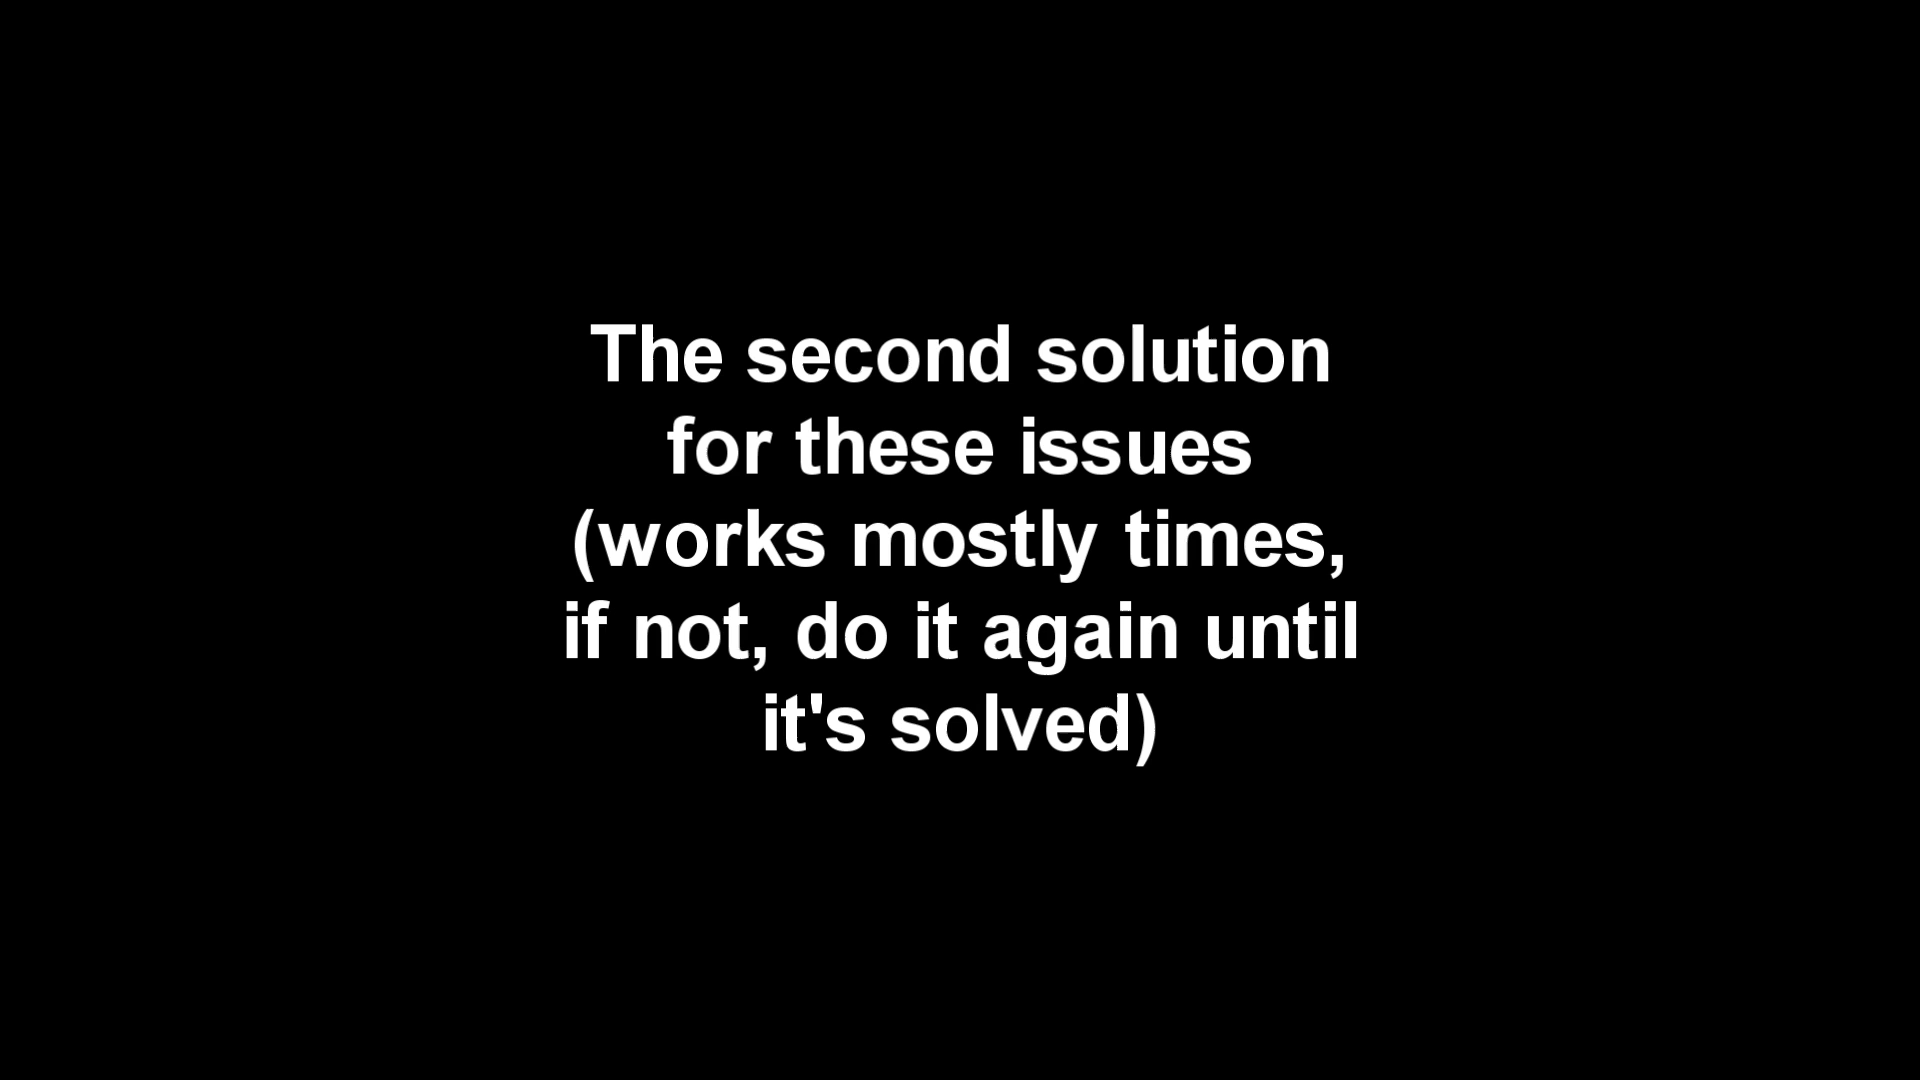 The second solution
for these issues
(works mostly times,
if not, do it again until
it's solved)